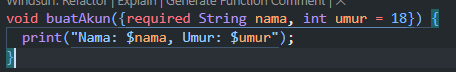 Windsurf: Refactor | Explain | Generate Function Comment | ×
void buatAkun({required String nama, int umur = 18}) {
print("Nama: $nama, Umur: $umur");
}